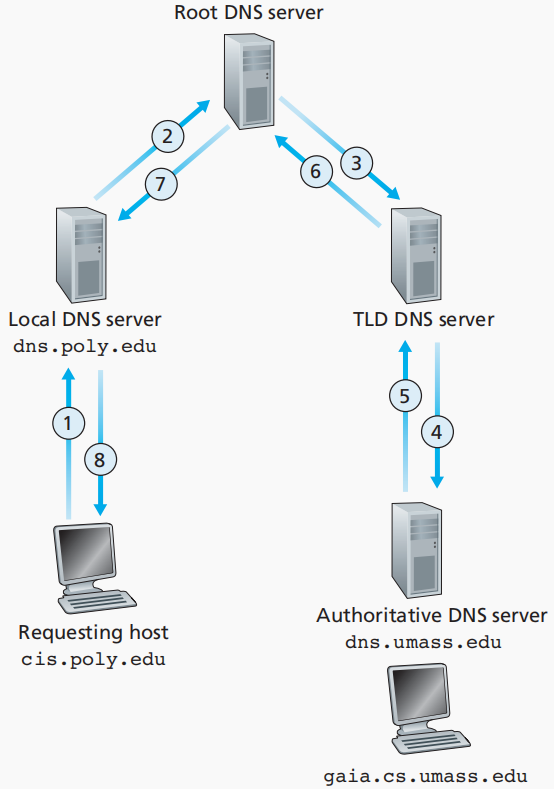 Root DNS server
2
7
6
3
Local DNS server
dns.poly.edu
TLD DNS server
1
8
5
4
Requesting host
cis.poly.edu
Authoritative DNS server
dns.umass.edu
gaia.cs.umass.edu